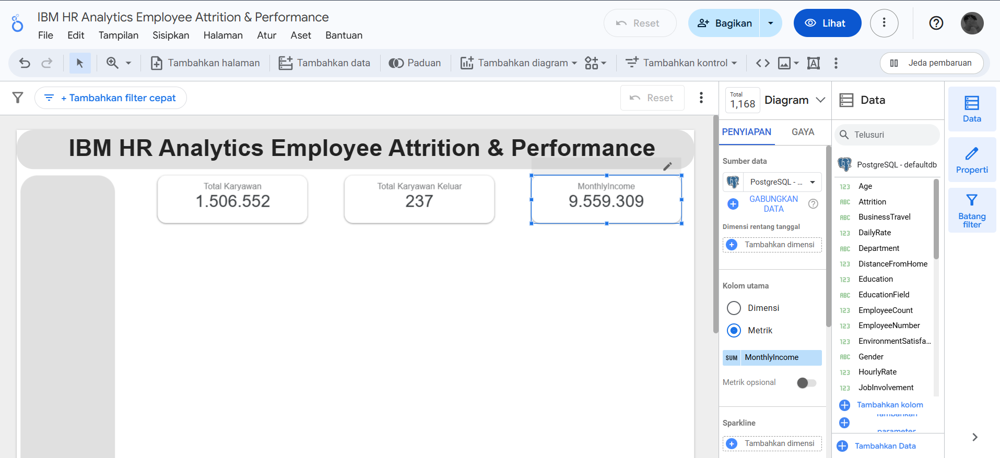 IBM HR Analytics Employee Attrition & Performance
File Edit Tampilan Sisipkan Halaman Atur Aset Bantuan
Reset
Bagikan
Lihat
Tambahkan halaman
Tambahkan data
Paduan
Tambahkan diagram
Tambahkan kontrol
Jeda pembaruan
+ Tambahkan filter cepat
Reset
IBM HR Analytics Employee Attrition & Performance
Total Karyawan
1.506.552
Total Karyawan Keluar
237
MonthlyIncome
9.559.309
Total
1,168
Diagram
PENYIAPAN GAYA
Sumber data
PostgreSQL - ...
GABUNGKAN
DATA
Dimensi rentang tanggal
Tambahkan dimensi
Kolom utama
Dimensi
Metrik
SUM MonthlyIncome
Metrik opsional
Sparkline
Tambahkan dimensi
Data
Telusuri
PostgreSQL - defaultdb
123 Age
ABC Attrition
ABC BusinessTravel
123 DailyRate
ABC Department
123 DistanceFromHome
123 Education
ABC EducationField
123 EmployeeCount
123 EmployeeNumber
123 EnvironmentSatisfa...
ABC Gender
123 HourlyRate
123 JobInvolvement
Tambahkan kolom
Tambahkan
parameter
Tambahkan Data
Data
Properti
Batang
filter